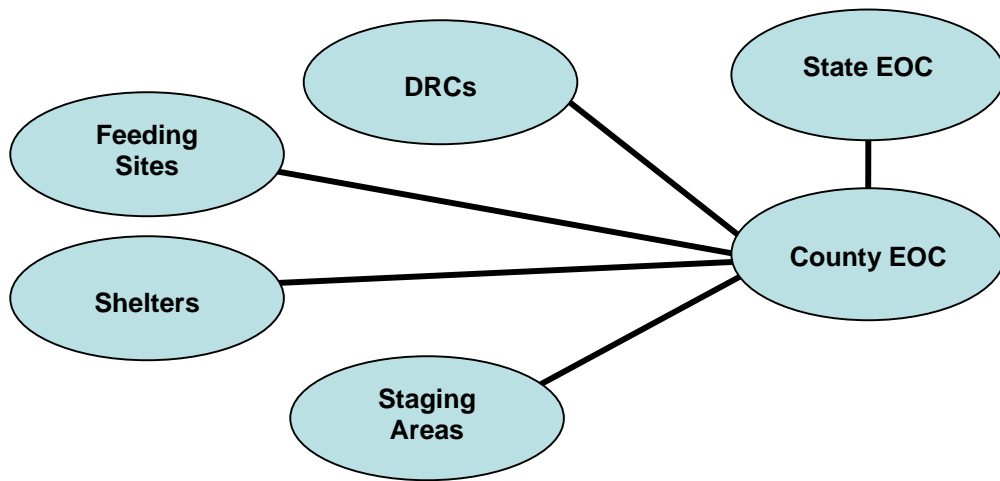 DRCs
State EOC
Feeding
Sites
County EOC
Shelters
Staging
Areas